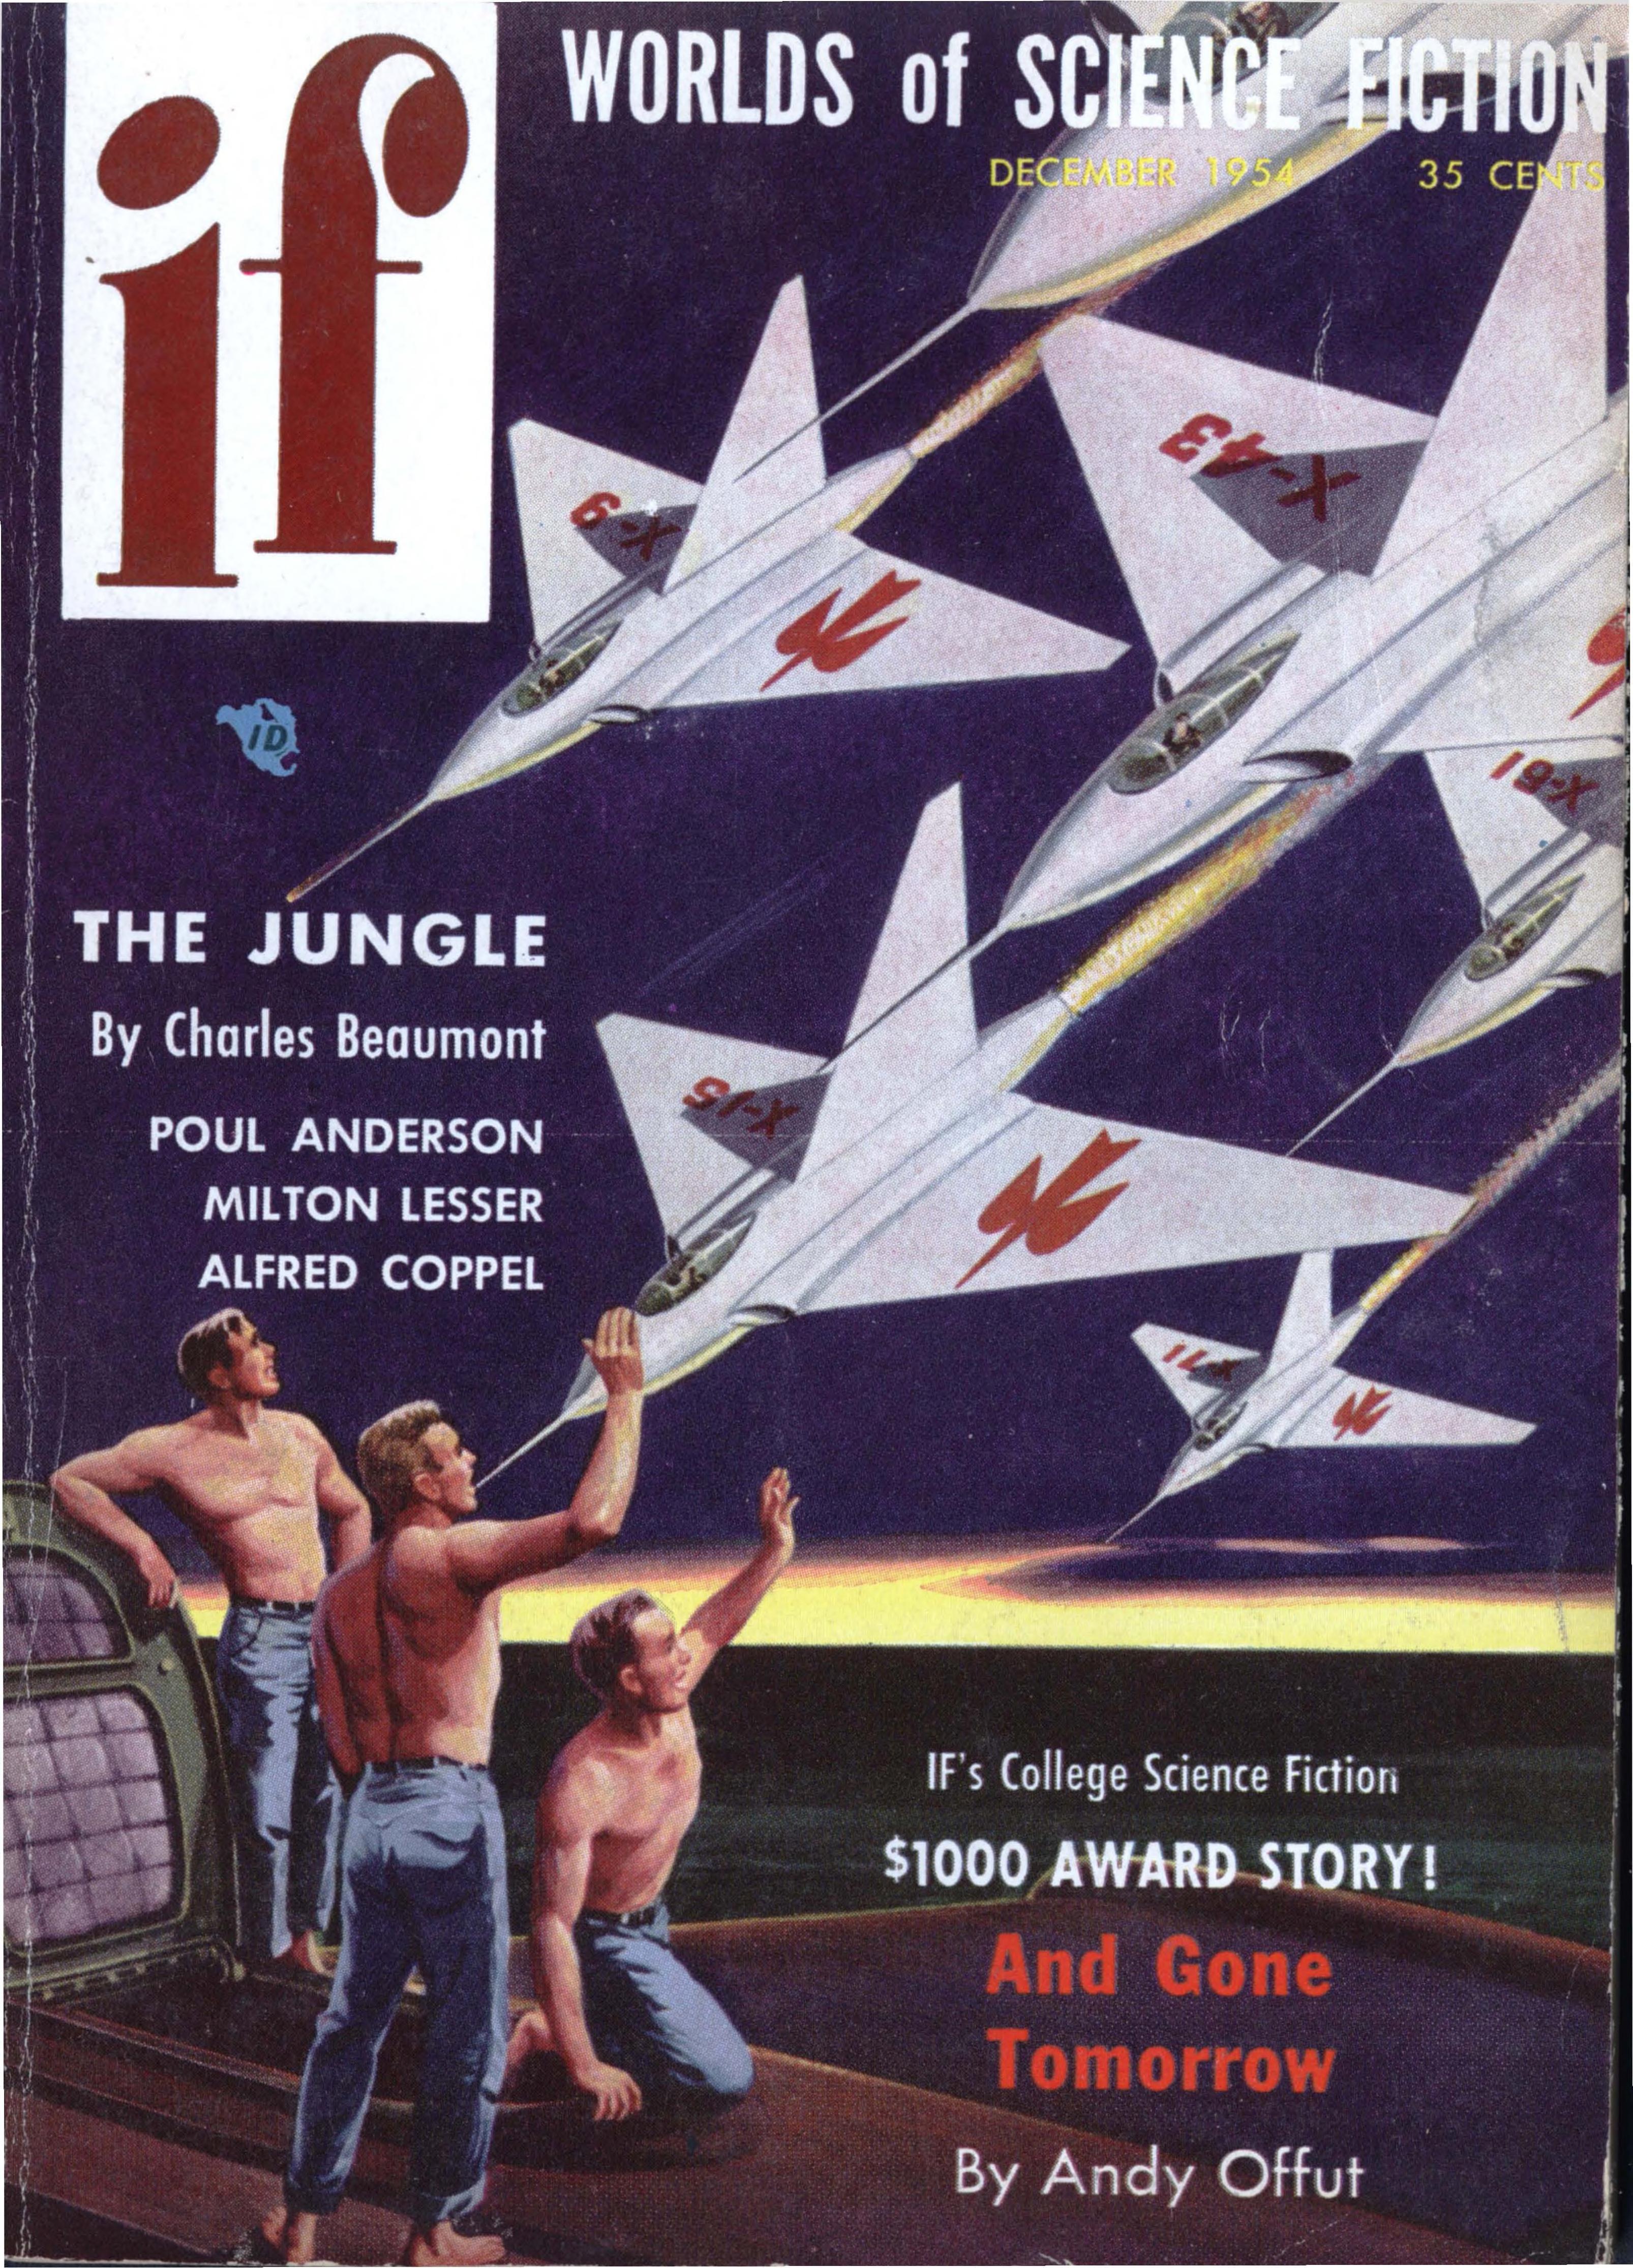 if
WORLDS of SCIENCE FICTION
DECEMBER 1954 35 CENTS
X-9
X-43
ID
X-19
THE JUNGLE
By Charles Beaumont
X-15
POUL ANDERSON
MILTON LESSER
ALFRED COPPEL
X-11
IF's College Science Fiction
$1000 AWARD STORY!
And Gone
Tomorrow
By Andy Offut